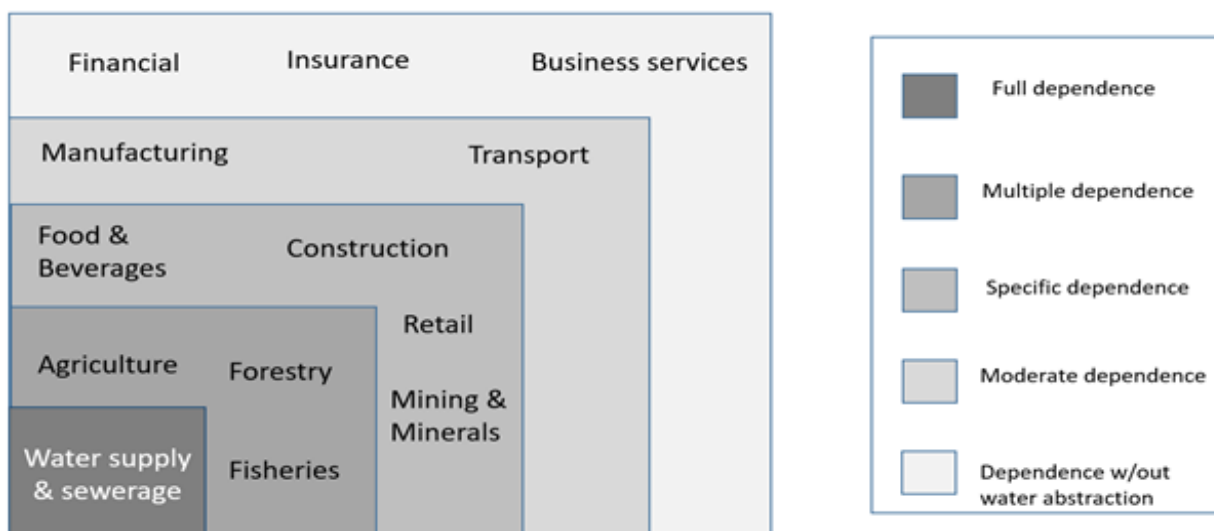 Financial
Insurance
Business services
Manufacturing
Transport
Food &
Beverages
Construction
Retail
Agriculture
Forestry
Mining &
Minerals
Water supply
& sewerage
Fisheries
Full dependence
Multiple dependence
Specific dependence
Moderate dependence
Dependence w/out
water abstraction